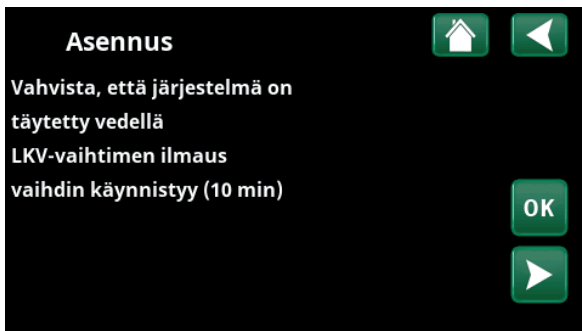 Asennus
Vahvista, että järjestelmä on
täytetty vedellä
LKV-vaihtimen ilmaus
vaihdin käynnistyy (10 min)
OK